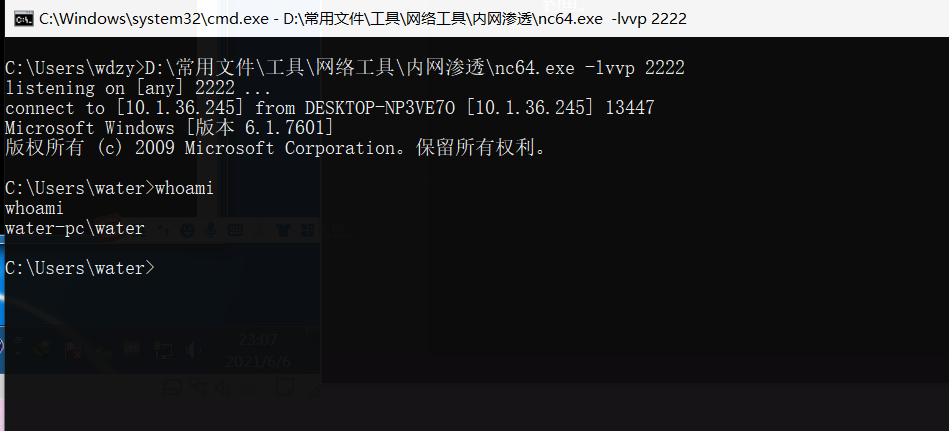 C:\Windows\system32\cmd.exe - D:\常用文件\工具\网络工具\内网渗透\nc64.exe -lvvp 2222
C:\Users\wdzy>D:\常用文件\工具\网络工具\内网渗透\nc64.exe -lvvp 2222
listening on [any] 2222 ...
connect to [10.1.36.245] from DESKTOP-NP3VE7O [10.1.36.245] 13447
Microsoft Windows [版本 6.1.7601]
版权所有 (c) 2009 Microsoft Corporation。保留所有权利。
C:\Users\water>whoami
whoami
water-pc\water
C:\Users\water>
23:07
2021/6/6